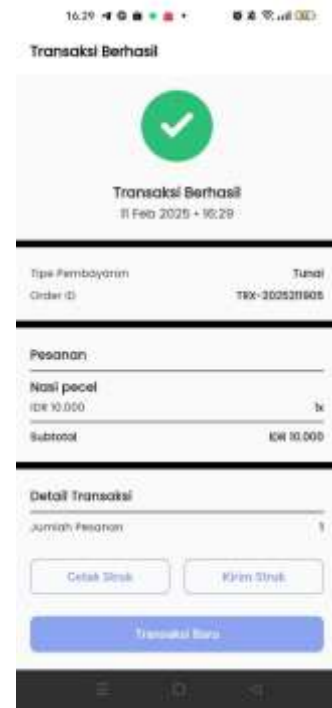 16.29
Transaksi Berhasil
Transaksi Berhasil
11 Feb 2025 • 16:29
Tipe Pembayaran Tunai
Order ID
Pesanan
Nasi pecel
IDR 10.000 1x
Subtotal IDR 10.000
Detail Transaksi
Jumlah Pesanan 1
Cetak Struk Kirim Struk
Transaksi Baru